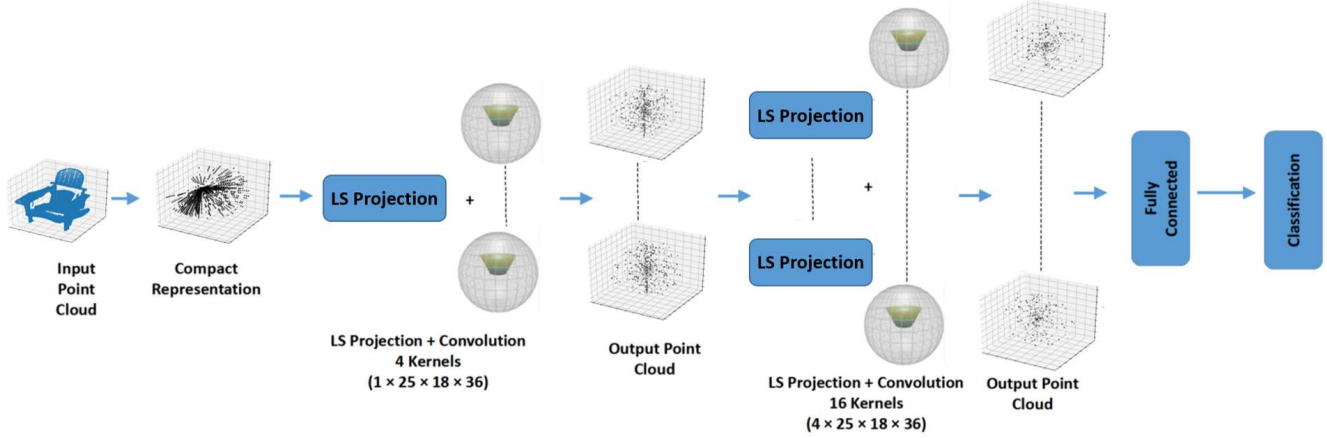 Input
Point
Cloud
Compact
Representation
LS Projection
+
LS Projection + Convolution
4 Kernels
(1 × 25 × 18 × 36)
Output Point
Cloud
LS Projection
LS Projection
+
LS Projection + Convolution
16 Kernels
(4 × 25 × 18 × 36)
Output Point
Cloud
Fully
Connected
Classification